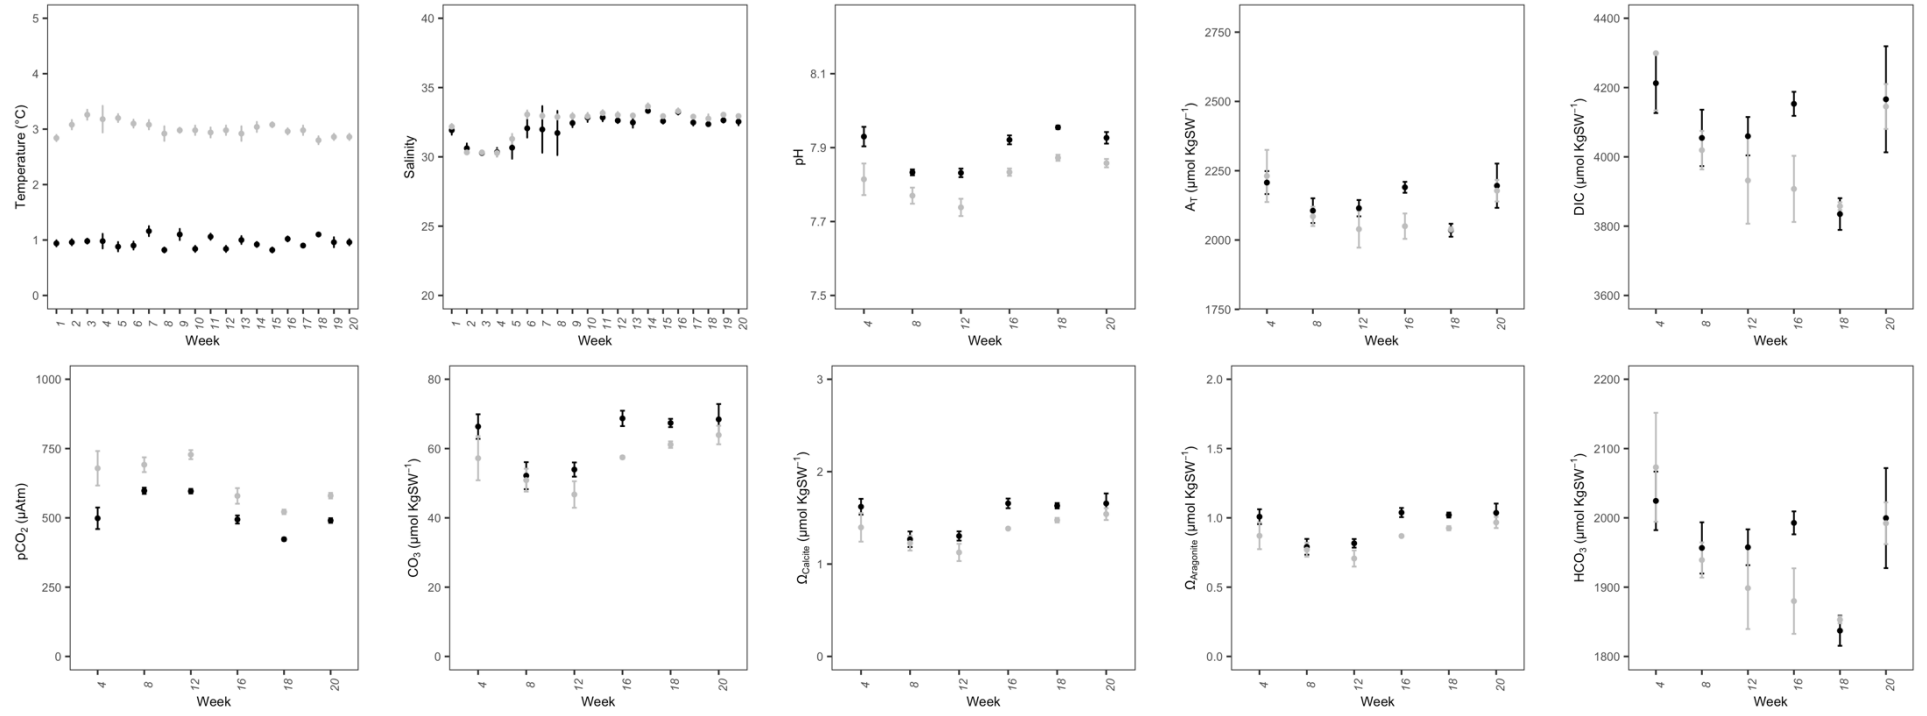 Temperature (°C)
5
4
3
2
1
0
1 2 3 4 5 6 7 8 9 10 11 12 13 14 15 16 17 18 19 20
Week
Salinity
40
35
30
25
20
1 2 3 4 5 6 7 8 9 10 11 12 13 14 15 16 17 18 19 20
Week
pH
8.1
7.9
7.7
7.5
4 8 12 16 18 20
Week
A_T (µmol KgSW⁻¹)
2750
2500
2250
2000
1750
4 8 12 16 18 20
Week
DIC (µmol KgSW⁻¹)
4400
4200
4000
3800
3600
4 8 12 16 18 20
Week
pCO₂ (µAtm)
1000
750
500
250
0
4 8 12 16 18 20
Week
CO₃ (µmol KgSW⁻¹)
80
60
40
20
0
4 8 12 16 18 20
Week
Ω_Calcite (µmol KgSW⁻¹)
3
2
1
0
4 8 12 16 18 20
Week
Ω_Aragonite (µmol KgSW⁻¹)
2.0
1.5
1.0
0.5
0.0
4 8 12 16 18 20
Week
HCO₃ (µmol KgSW⁻¹)
2200
2100
2000
1900
1800
4 8 12 16 18 20
Week